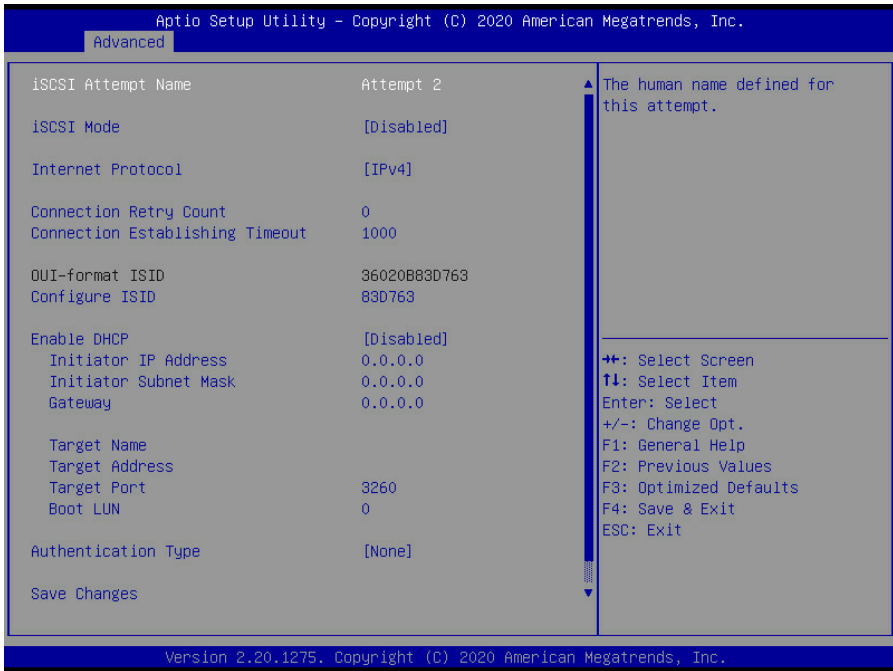 Aptio Setup Utility – Copyright (C) 2020 American Megatrends, Inc.
Advanced
iSCSI Attempt Name Attempt 2
iSCSI Mode [Disabled]
Internet Protocol [IPv4]
Connection Retry Count 0
Connection Establishing Timeout 1000
OUI-format ISID 36020B83D763
Configure ISID 83D763
Enable DHCP [Disabled]
Initiator IP Address 0.0.0.0
Initiator Subnet Mask 0.0.0.0
Gateway 0.0.0.0
Target Name
Target Address
Target Port 3260
Boot LUN 0
Authentication Type [None]
Save Changes
The human name defined for
this attempt.
→←: Select Screen
↑↓: Select Item
Enter: Select
+/-: Change Opt.
F1: General Help
F2: Previous Values
F3: Optimized Defaults
F4: Save & Exit
ESC: Exit
Version 2.20.1275. Copyright (C) 2020 American Megatrends, Inc.